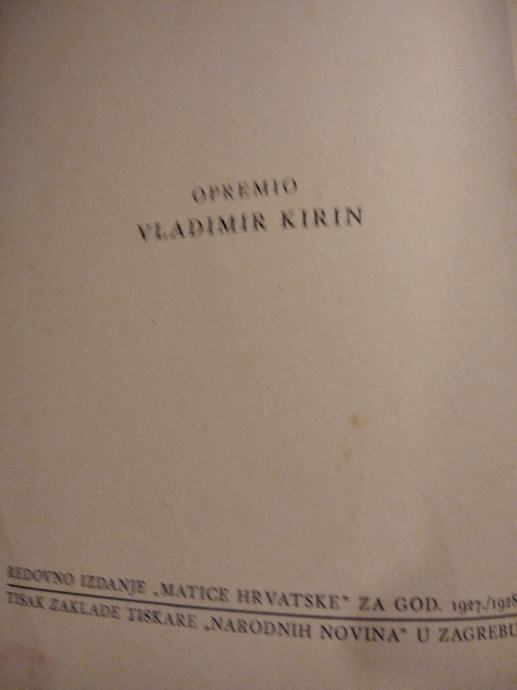 OPREMIO
VLADIMIR KIRIN
REDOVNO IZDANJE „MATICE HRVATSKE“ ZA GOD. 1927./1928
TISAK ZAKLADE TISKARE „NARODNIH NOVINA“ U ZAGREBU